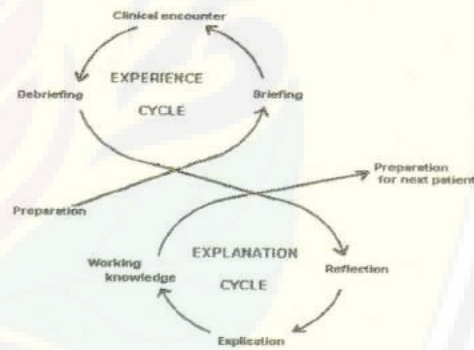 Clinical encounter
EXPERIENCE
Debriefing
Briefing
CYCLE
Preparation
for next patient
Preparation
EXPLANATION
Working
knowledge
Reflection
CYCLE
Explication